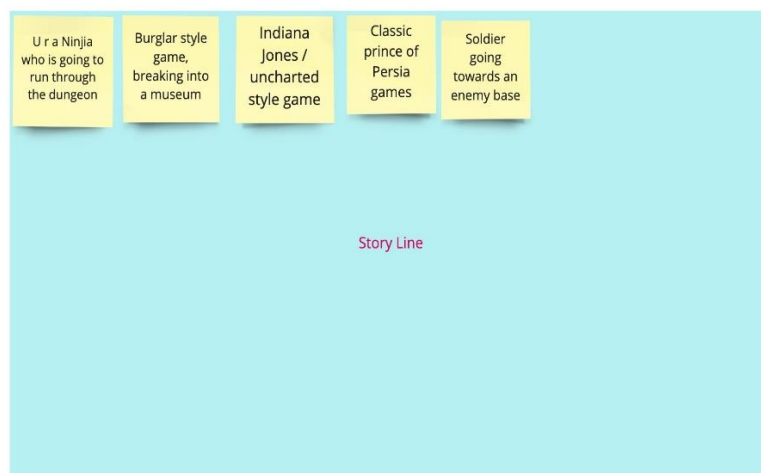 U r a Ninjia
who is going to
run through
the dungeon
Burglar style
game,
breaking into
a museum
Indiana
Jones /
uncharted
style game
Classic
prince of
Persia
games
Soldier
going
towards an
enemy base
Story Line